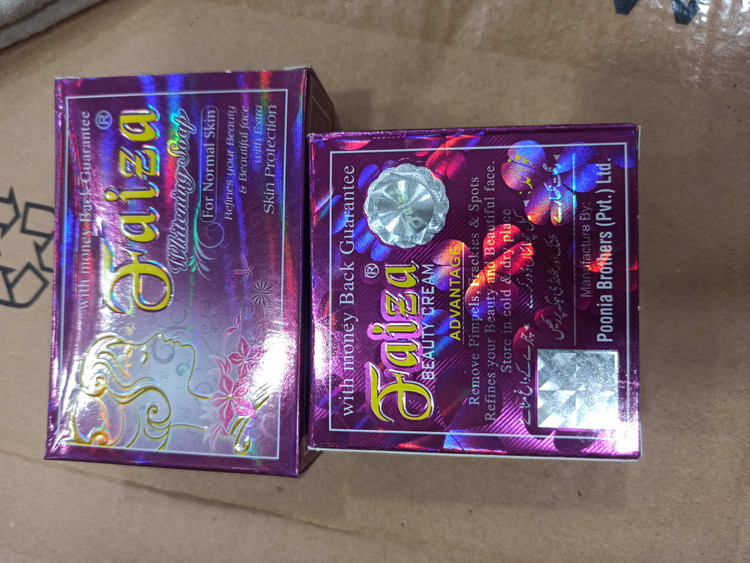 with money Back Guarantee
Faiza®
Whitening Soap
For Normal Skin
Refines your Beauty
& Beautiful face
with Extra
Skin Protection
with money Back Guarantee
Faiza®
BEAUTY CREAM
ADVANTAGE
Remove Pimpels, Frackles & Spots
Refines your Beauty and Beautiful face.
Store in cold & dry place
Manufacture By:
Poonia Brothers (Pvt.) Ltd.